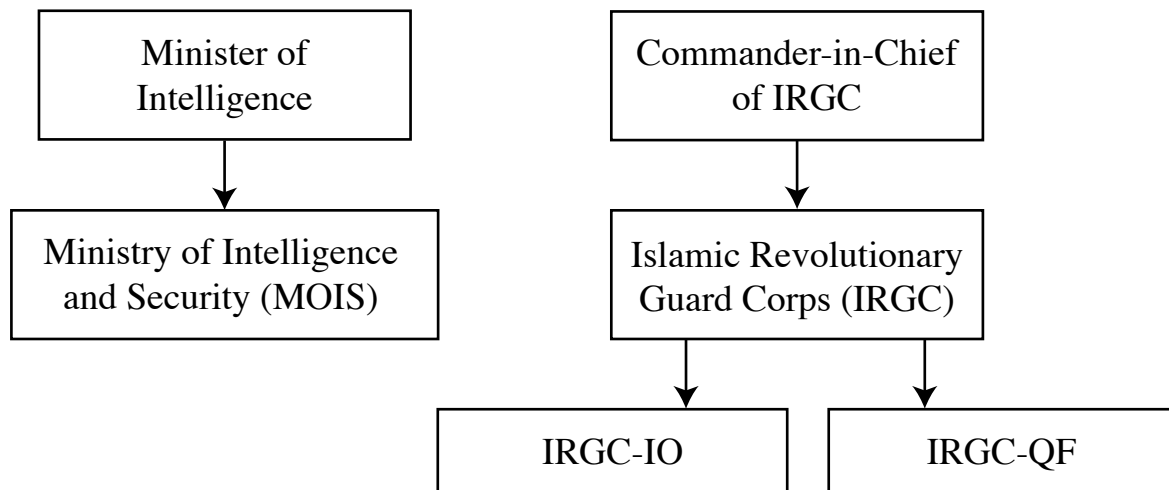 Minister of
Intelligence
Commander-in-Chief
of IRGC
Ministry of Intelligence
and Security (MOIS)
Islamic Revolutionary
Guard Corps (IRGC)
IRGC-IO
IRGC-QF